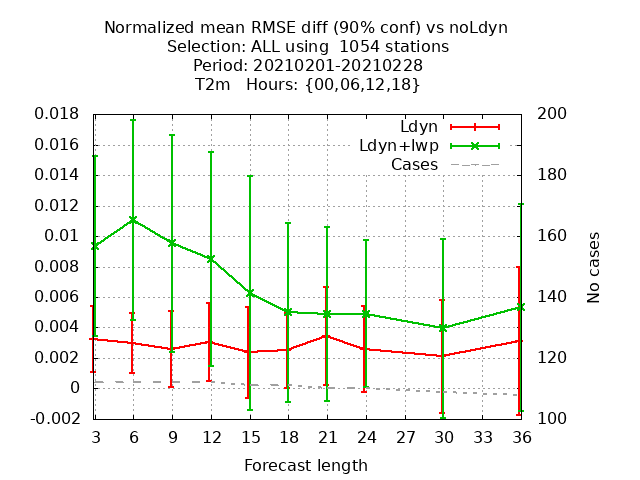 Normalized mean RMSE diff (90% conf) vs noLdyn
Selection: ALL using  1054 stations
Period: 20210201-20210228
T2m   Hours: {00,06,12,18}
0.018
0.016
0.014
0.012
0.01
0.008
0.006
0.004
0.002
0
-0.002
Ldyn
Ldyn+lwp
Cases
200
180
160
140
120
100
No cases
3 6 9 12 15 18 21 24 27 30 33 36
Forecast length